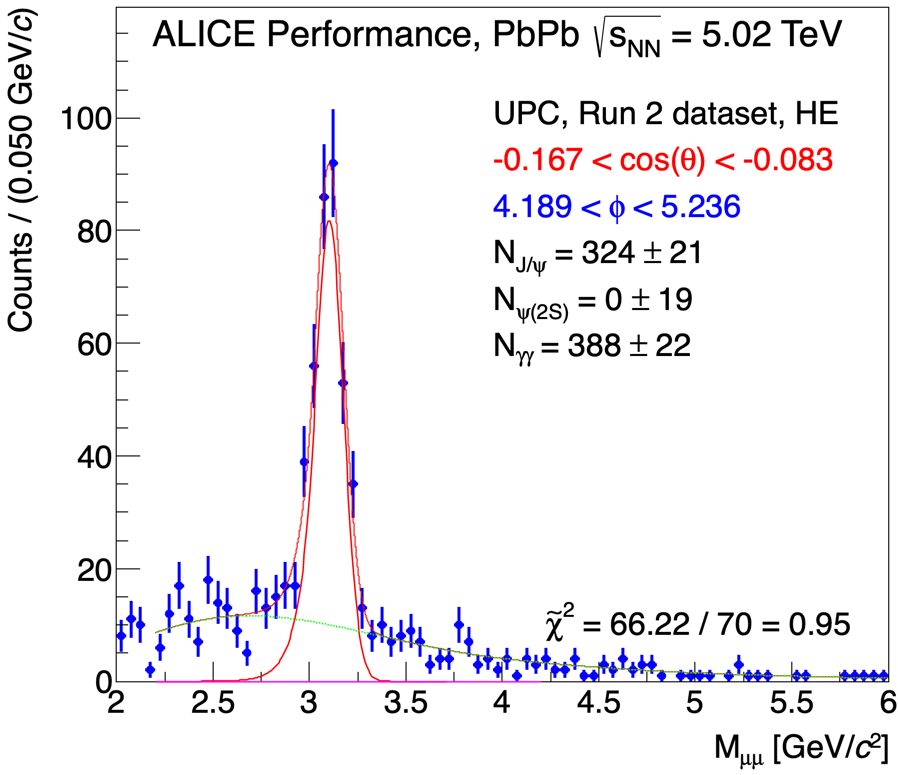 ALICE Performance, PbPb √sNN = 5.02 TeV
UPC, Run 2 dataset, HE
-0.167 < cos(θ) < -0.083
4.189 < ϕ < 5.236
NJ/ψ = 324 ± 21
Nψ(2S) = 0 ± 19
Nγγ = 388 ± 22
χ̃² = 66.22 / 70 = 0.95
Counts / (0.050 GeV/c)
100
80
60
40
20
0
2 2.5 3 3.5 4 4.5 5 5.5 6
Mμμ [GeV/c²]